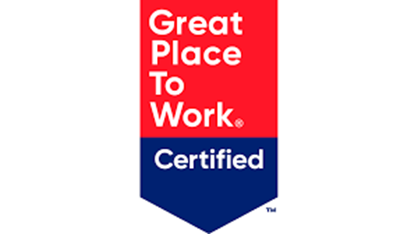 Great
Place
To
Work®
Certified
™